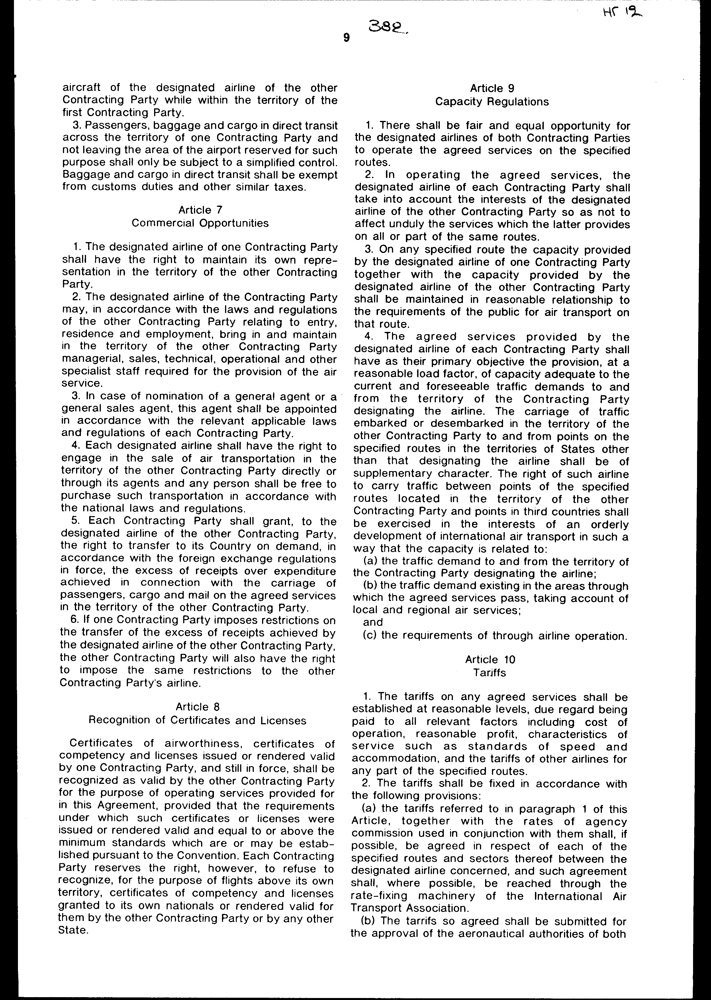 НГ 12
382.
9
aircraft of the designated airline of the other
Contracting Party while within the territory of the
first Contracting Party.
3. Passengers, baggage and cargo in direct transit
across the territory of one Contracting Party and
not leaving the area of the airport reserved for such
purpose shall only be subject to a simplified control.
Baggage and cargo in direct transit shall be exempt
from customs duties and other similar taxes.
Article 7
Commercial Opportunities
1. The designated airline of one Contracting Party
shall have the right to maintain its own repre-
sentation in the territory of the other Contracting
Party.
2. The designated airline of the Contracting Party
may, in accordance with the laws and regulations
of the other Contracting Party relating to entry,
residence and employment, bring in and maintain
in the territory of the other Contracting Party
managerial, sales, technical, operational and other
specialist staff required for the provision of the air
service.
3. In case of nomination of a general agent or a
general sales agent, this agent shall be appointed
in accordance with the relevant applicable laws
and regulations of each Contracting Party.
4. Each designated airline shall have the right to
engage in the sale of air transportation in the
territory of the other Contracting Party directly or
through its agents and any person shall be free to
purchase such transportation in accordance with
the national laws and regulations.
5. Each Contracting Party shall grant, to the
designated airline of the other Contracting Party,
the right to transfer to its Country on demand, in
accordance with the foreign exchange regulations
in force, the excess of receipts over expenditure
achieved in connection with the carriage of
passengers, cargo and mail on the agreed services
in the territory of the other Contracting Party.
6. If one Contracting Party imposes restrictions on
the transfer of the excess of receipts achieved by
the designated airline of the other Contracting Party,
the other Contracting Party will also have the right
to impose the same restrictions to the other
Contracting Party's airline.
Article 8
Recognition of Certificates and Licenses
Certificates of airworthiness, certificates of
competency and licenses issued or rendered valid
by one Contracting Party, and still in force, shall be
recognized as valid by the other Contracting Party
for the purpose of operating services provided for
in this Agreement, provided that the requirements
under which such certificates or licenses were
issued or rendered valid and equal to or above the
minimum standards which are or may be estab-
lished pursuant to the Convention. Each Contracting
Party reserves the right, however, to refuse to
recognize, for the purpose of flights above its own
territory, certificates of competency and licenses
granted to its own nationals or rendered valid for
them by the other Contracting Party or by any other
State.
Article 9
Capacity Regulations
1. There shall be fair and equal opportunity for
the designated airlines of both Contracting Parties
to operate the agreed services on the specified
routes.
2. In operating the agreed services, the
designated airline of each Contracting Party shall
take into account the interests of the designated
airline of the other Contracting Party so as not to
affect unduly the services which the latter provides
on all or part of the same routes.
3. On any specified route the capacity provided
by the designated airline of one Contracting Party
together with the capacity provided by the
designated airline of the other Contracting Party
shall be maintained in reasonable relationship to
the requirements of the public for air transport on
that route.
4. The agreed services provided by the
designated airline of each Contracting Party shall
have as their primary objective the provision, at a
reasonable load factor, of capacity adequate to the
current and foreseeable traffic demands to and
from the territory of the Contracting Party
designating the airline. The carriage of traffic
embarked or desembarked in the territory of the
other Contracting Party to and from points on the
specified routes in the territories of States other
than that designating the airline shall be of
supplementary character. The right of such airline
to carry traffic between points of the specified
routes located in the territory of the other
Contracting Party and points in third countries shall
be exercised in the interests of an orderly
development of international air transport in such a
way that the capacity is related to:
(a) the traffic demand to and from the territory of
the Contracting Party designating the airline;
(b) the traffic demand existing in the areas through
which the agreed services pass, taking account of
local and regional air services;
and
(c) the requirements of through airline operation.
Article 10
Tariffs
1. The tariffs on any agreed services shall be
established at reasonable levels, due regard being
paid to all relevant factors including cost of
operation, reasonable profit, characteristics of
service such as standards of speed and
accommodation, and the tariffs of other airlines for
any part of the specified routes.
2. The tariffs shall be fixed in accordance with
the following provisions:
(a) the tariffs referred to in paragraph 1 of this
Article, together with the rates of agency
commission used in conjunction with them shall, if
possible, be agreed in respect of each of the
specified routes and sectors thereof between the
designated airline concerned, and such agreement
shall, where possible, be reached through the
rate-fixing machinery of the International Air
Transport Association.
(b) The tarrifs so agreed shall be submitted for
the approval of the aeronautical authorities of both